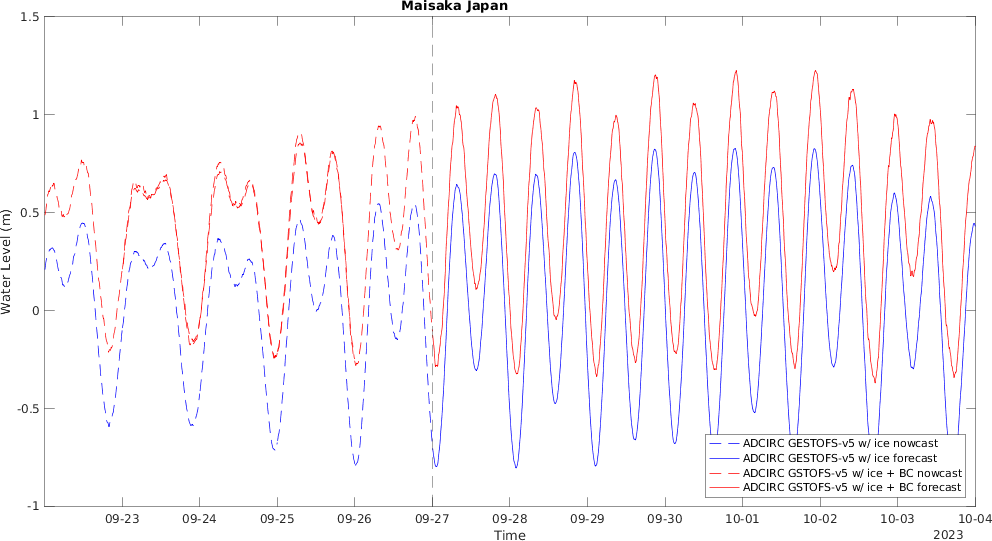 Maisaka Japan
1.5
1
0.5
0
-0.5
-1
Water Level (m)
ADCIRC GESTOFS-v5 w/ ice nowcast
ADCIRC GESTOFS-v5 w/ ice forecast
ADCIRC GSTOFS-v5 w/ ice + BC nowcast
ADCIRC GSTOFS-v5 w/ ice + BC forecast
09-23 09-24 09-25 09-26 09-27 09-28 09-29 09-30 10-01 10-02 10-03 10-04
Time
2023